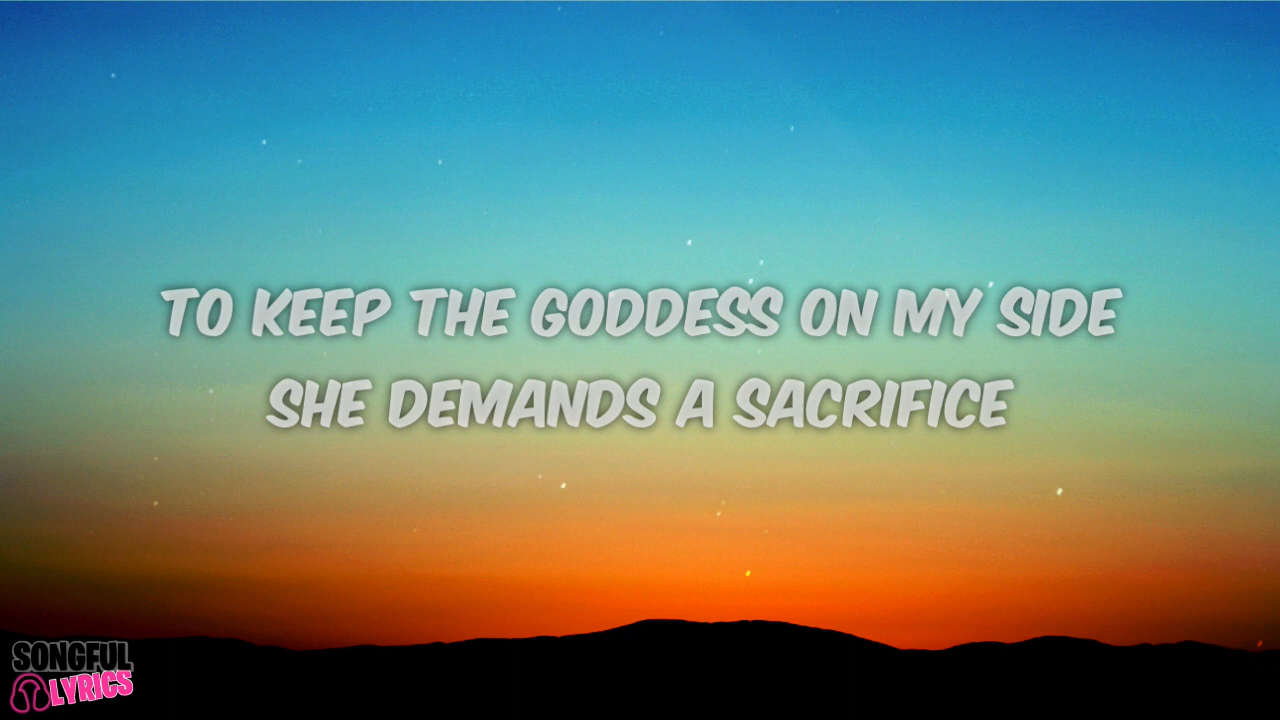 TO KEEP THE GODDESS ON MY SIDE
SHE DEMANDS A SACRIFICE
SONGFUL
LYRICS